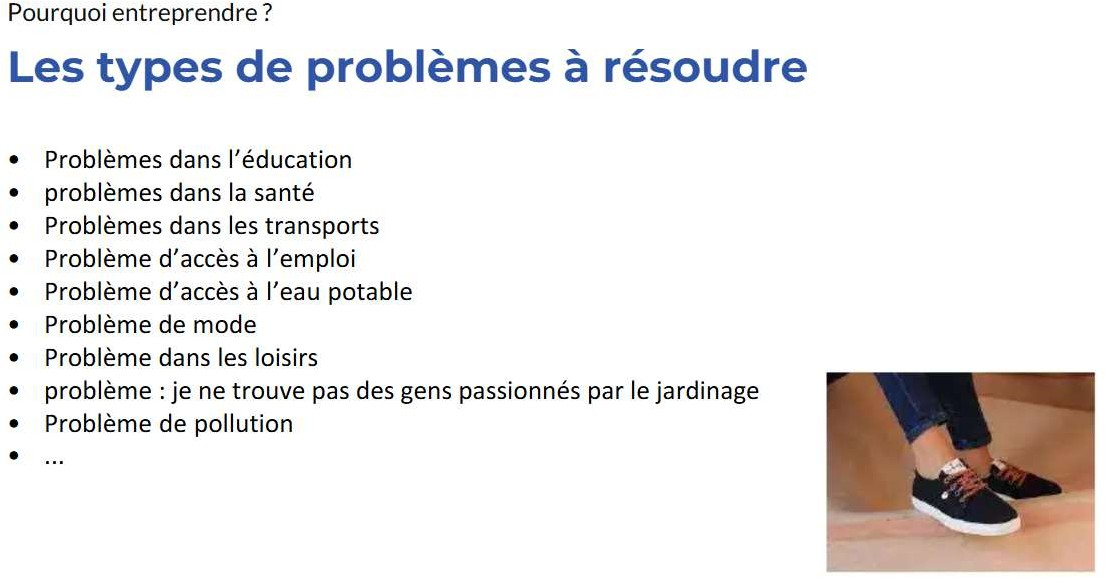 Pourquoi entreprendre ?
Les types de problèmes à résoudre
• Problèmes dans l’éducation
• problèmes dans la santé
• Problèmes dans les transports
• Problème d’accès à l’emploi
• Problème d’accès à l’eau potable
• Problème de mode
• Problème dans les loisirs
• problème : je ne trouve pas des gens passionnés par le jardinage
• Problème de pollution
• ...